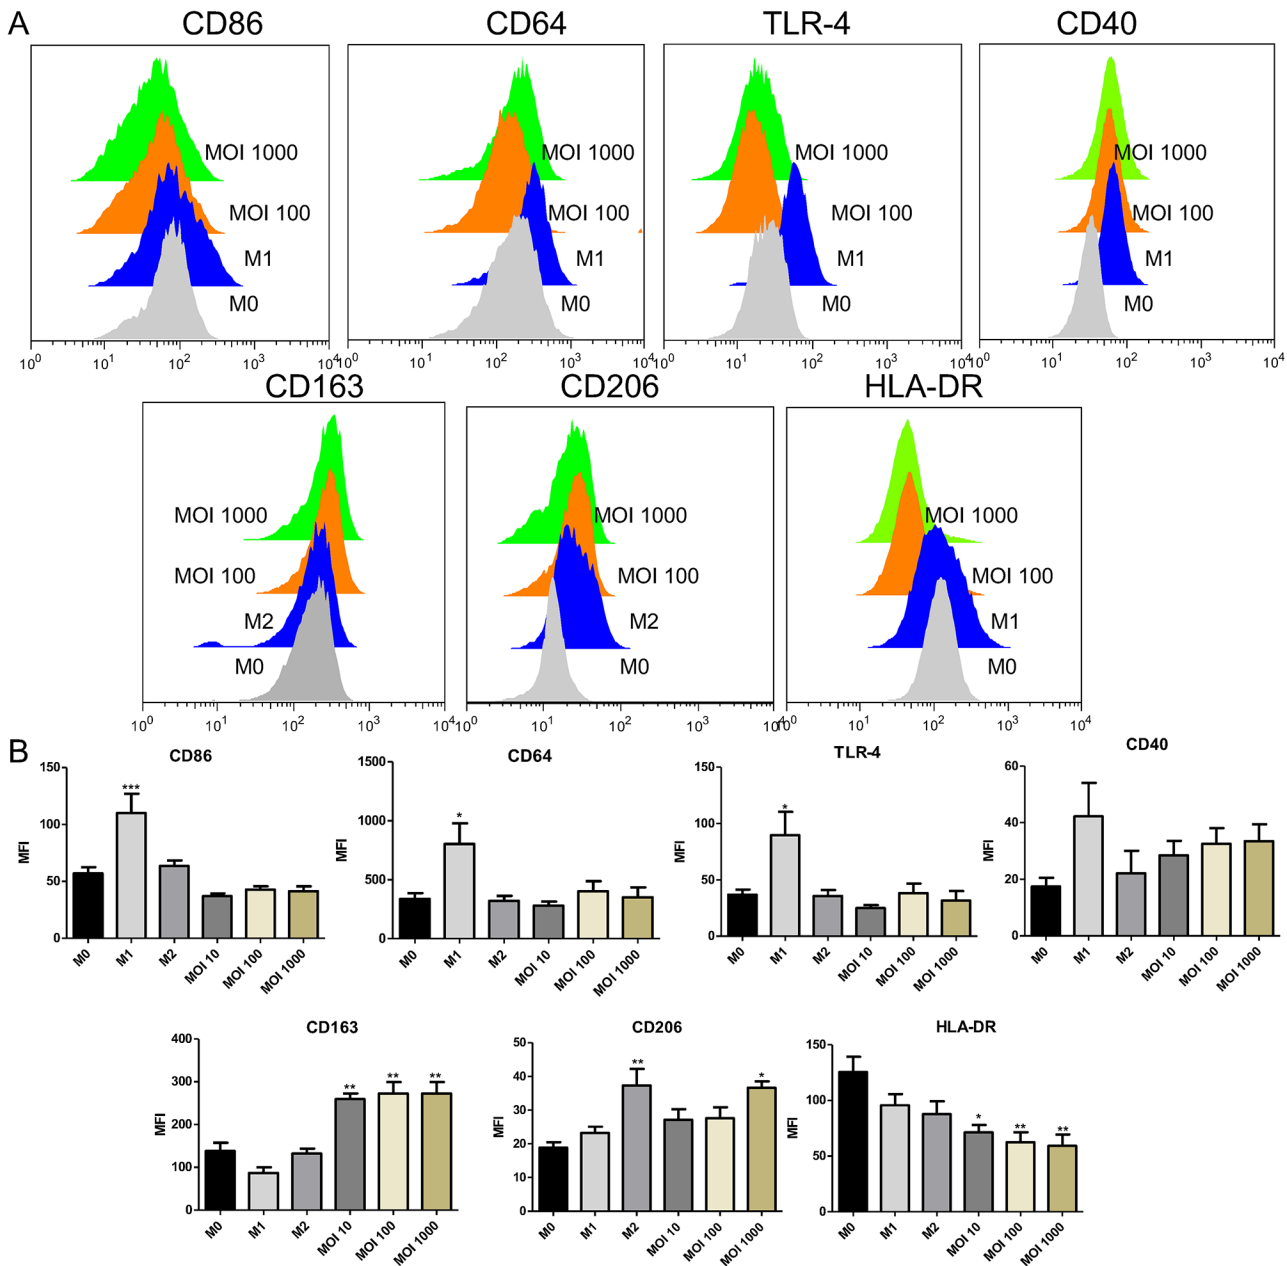 A
CD86 CD64 TLR-4 CD40
MOI 1000 MOI 1000 MOI 1000 MOI 1000
MOI 100 MOI 100 MOI 100 MOI 100
M1 M1 M1 M1
M0 M0 M0 M0
10^0 10^1 10^2 10^3 10^4 10^1 10^2 10^3 10^4 10^1 10^2 10^3 10^4 10^1 10^2 10^3 10^4
CD163 CD206 HLA-DR
MOI 1000 MOI 1000 MOI 1000
MOI 100 MOI 100 MOI 100
M2 M2 M1
M0 M0 M0
10^0 10^1 10^2 10^3 10^4 10^0 10^1 10^2 10^3 10^0 10^1 10^2 10^3 10^4
B
CD86
MFI
150
100
50
0
***
M0 M1 M2 MOI 10 MOI 100 MOI 1000
CD64
MFI
1500
1000
500
0
*
M0 M1 M2 MOI 10 MOI 100 MOI 1000
TLR-4
MFI
150
100
50
0
*
M0 M1 M2 MOI 10 MOI 100 MOI 1000
CD40
MFI
60
40
20
0
M0 M1 M2 MOI 10 MOI 100 MOI 1000
CD163
MFI
400
300
200
100
0
** ** **
M0 M1 M2 MOI 10 MOI 100 MOI 1000
CD206
MFI
50
40
30
20
10
0
** *
M0 M1 M2 MOI 10 MOI 100 MOI 1000
HLA-DR
MFI
150
100
50
0
* ** **
M0 M1 M2 MOI 10 MOI 100 MOI 1000